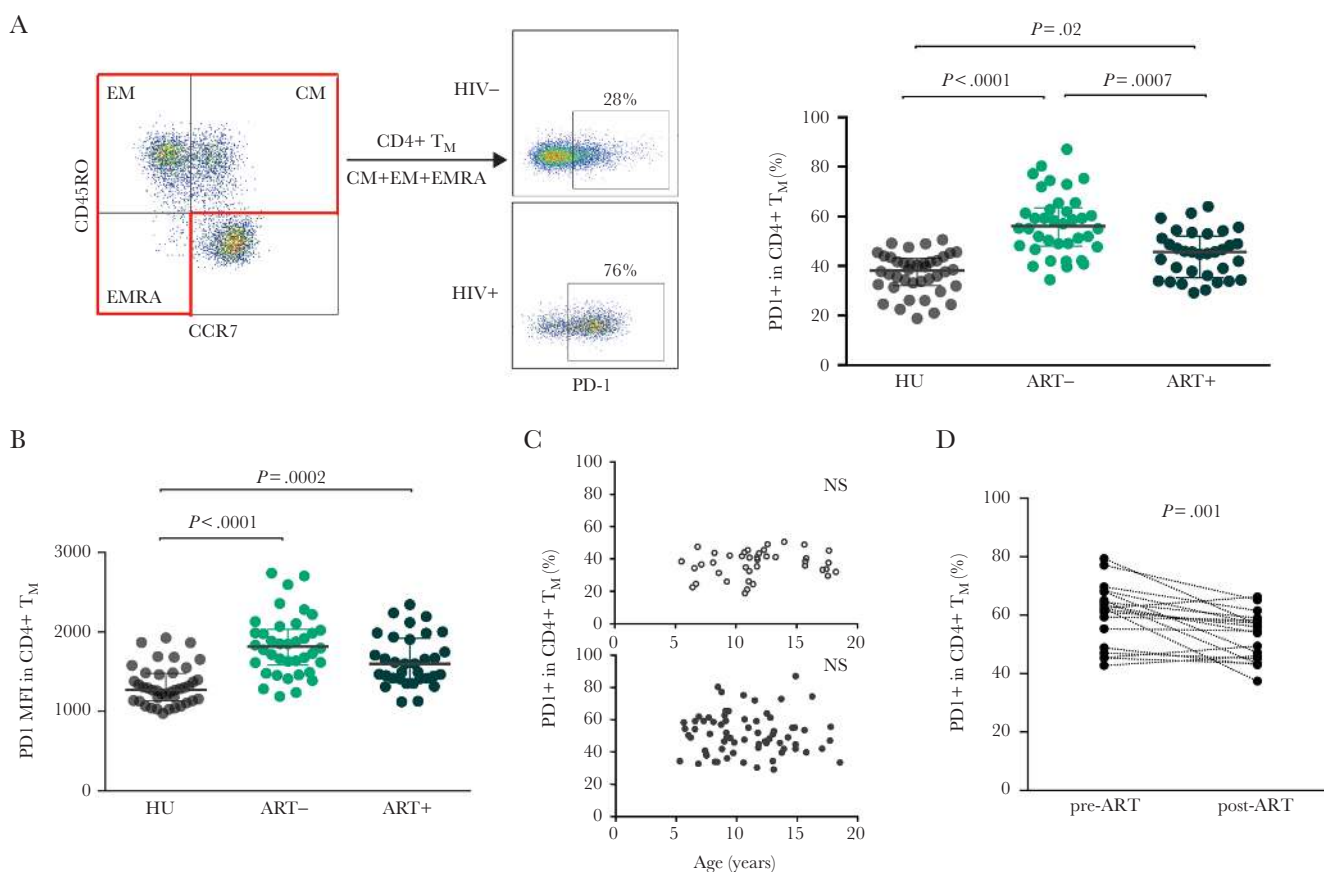 A
EM
CM
EMRA
CD45RO
CCR7
CD4+ TM
CM+EM+EMRA
HIV−
28%
HIV+
76%
PD-1
P= .02
P< .0001
P= .0007
PD1+ in CD4+ TM (%)
100
80
60
40
20
0
HU
ART−
ART+
B
P= .0002
P< .0001
PD1 MFI in CD4+ TM
3000
2000
1000
0
HU
ART−
ART+
C
PD1+ in CD4+ TM (%)
NS
100
80
60
40
20
0
0
5
10
15
20
NS
100
80
60
40
20
0
0
5
10
15
20
Age (years)
D
P= .001
PD1+ in CD4+ TM (%)
100
80
60
40
20
0
pre-ART
post-ART